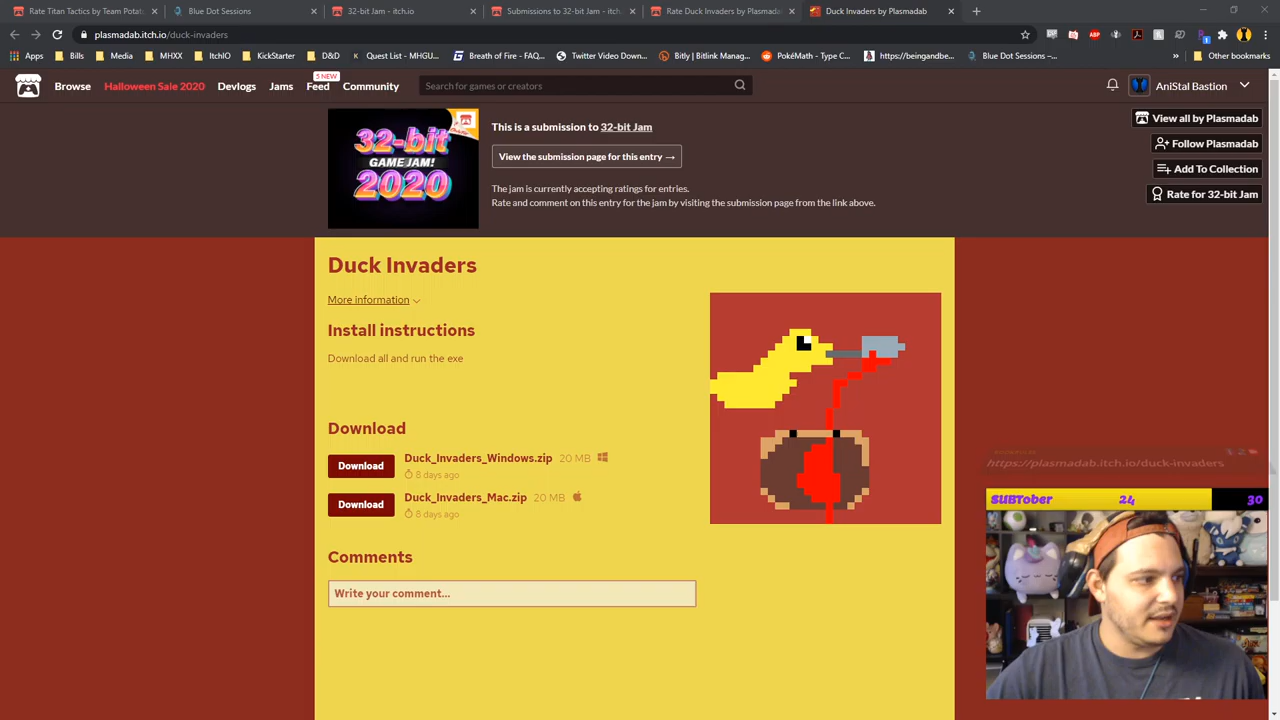 Rate Titan Tactics by Team Potato
Blue Dot Sessions
32-bit Jam - itch.io
Submissions to 32-bit Jam - itch.i
Rate Duck Invaders by Plasmadab
Duck Invaders by Plasmadab
plasmadab.itch.io/duck-invaders
Apps
Bills
Media
MHXX
ItchIO
KickStarter
D&D
Quest List - MHGU...
Breath of Fire - FAQ...
Twitter Video Down...
Bitly | Bitlink Manag...
PokéMath - Type C...
https://beingandbe...
Blue Dot Sessions –...
»
Other bookmarks
Browse
Halloween Sale 2020
Devlogs
Jams
5 NEW
Feed
Community
Search for games or creators
AniStal Bastion
32-bit
GAME JAM!
2020
This is a submission to 32-bit Jam
View the submission page for this entry →
The jam is currently accepting ratings for entries.
Rate and comment on this entry for the jam by visiting the submission page from the link above.
View all by Plasmadab
Follow Plasmadab
Add To Collection
Rate for 32-bit Jam
Duck Invaders
More information
Install instructions
Download all and run the exe
Download
Download
Duck_Invaders_Windows.zip 20 MB
8 days ago
Download
Duck_Invaders_Mac.zip 20 MB
8 days ago
Comments
Write your comment...
https://plasmadab.itch.io/duck-invaders
SUBTober 24 30